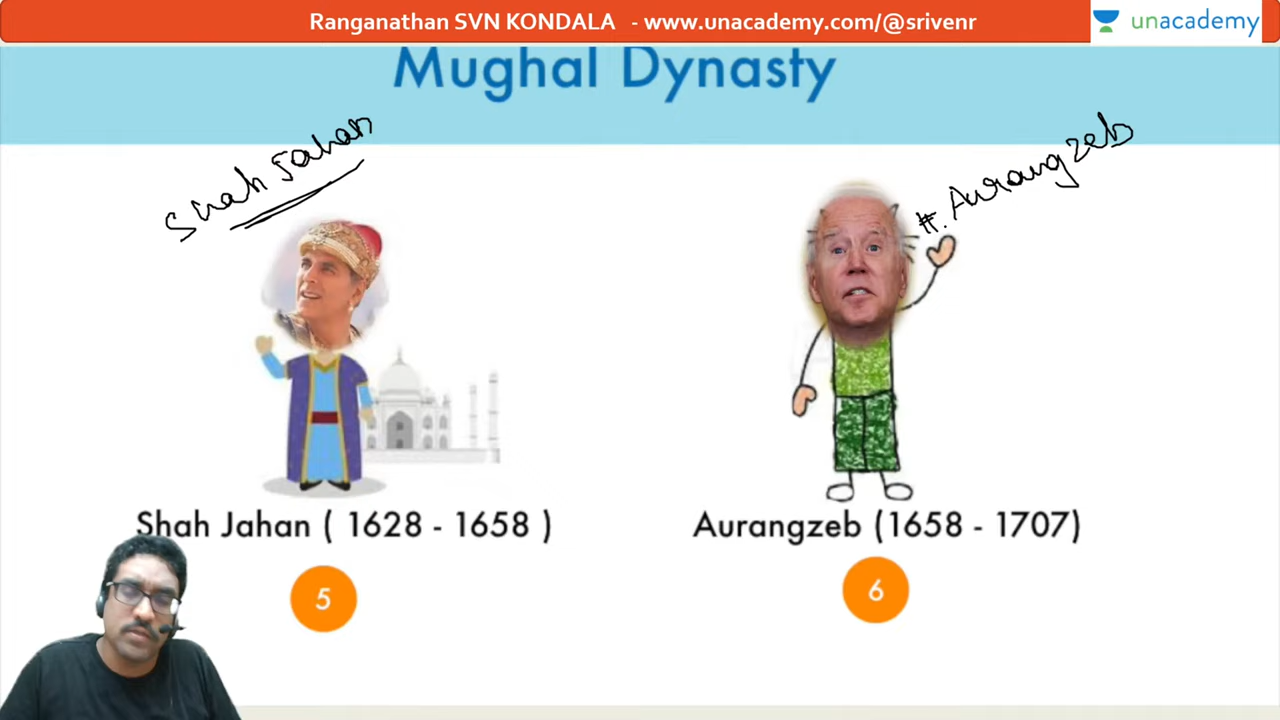 Ranganathan SVN KONDALA - www.unacademy.com/@srivenr
unacademy
Mughal Dynasty
Shah Jahan
#. Aurangzeb
Shah Jahan ( 1628 - 1658 )
Aurangzeb (1658 - 1707)
5
6